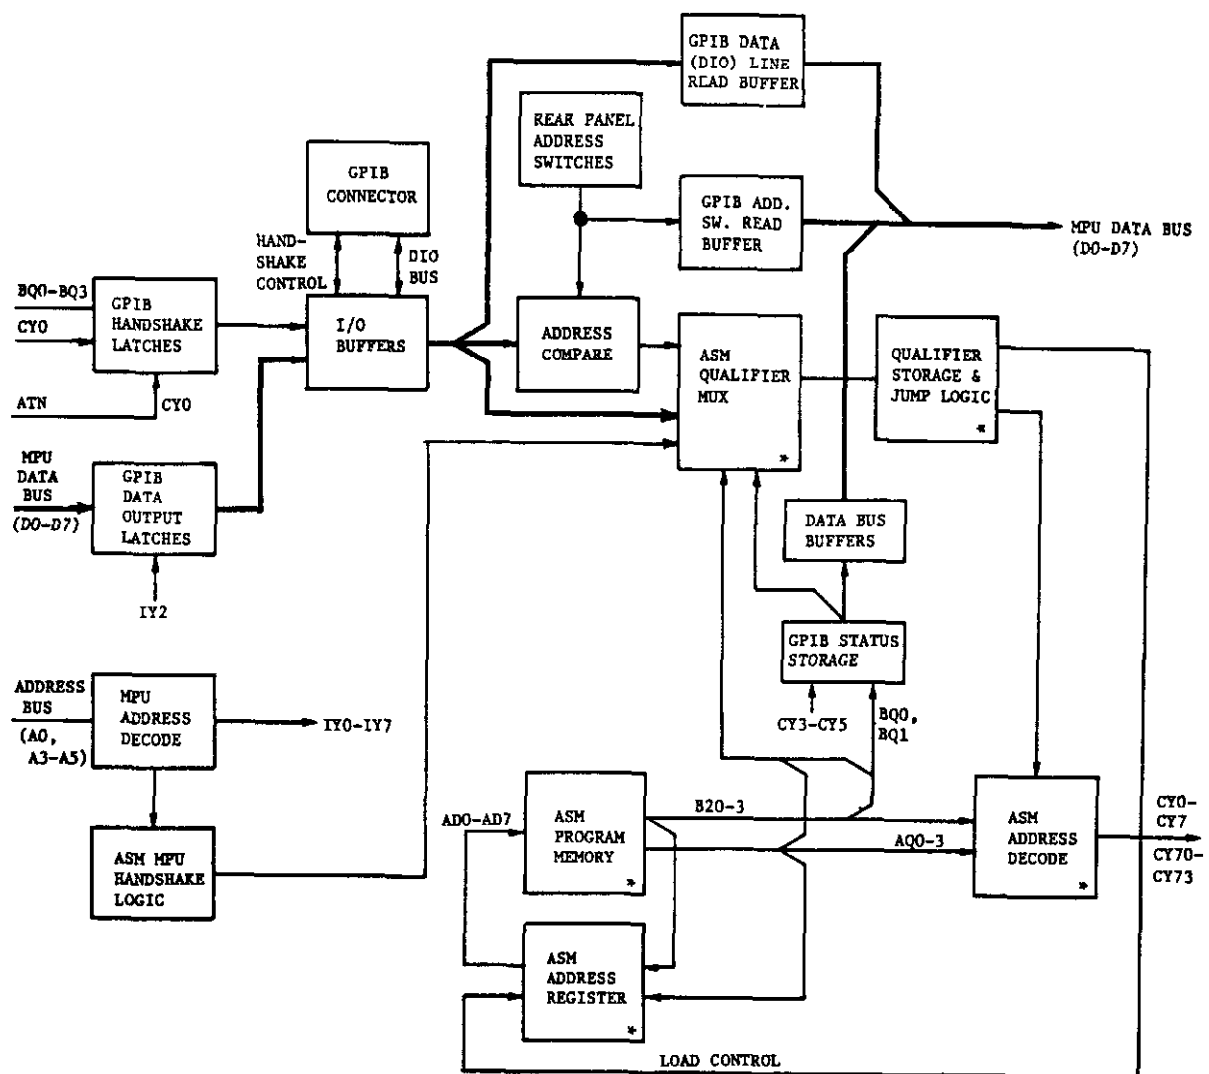 GPIB DATA
(DIO) LINE
READ BUFFER
REAR PANEL
ADDRESS
SWITCHES
GPIB
CONNECTOR
GPIB ADD.
SW. READ
BUFFER
MPU DATA BUS
(D0-D7)
HAND-
SHAKE
CONTROL
DIO
BUS
BQ0-BQ3
CY0
GPIB
HANDSHAKE
LATCHES
I/O
BUFFERS
ADDRESS
COMPARE
ASM
QUALIFIER
MUX
*
QUALIFIER
STORAGE &
JUMP LOGIC
*
ATN
CY0
MPU
DATA
BUS
(D0-D7)
GPIB
DATA
OUTPUT
LATCHES
IY2
DATA BUS
BUFFERS
GPIB STATUS
STORAGE
CY3-CY5
BQ0,
BQ1
ADDRESS
BUS
(A0,
A3-A5)
MPU
ADDRESS
DECODE
IY0-IY7
ASM MPU
HANDSHAKE
LOGIC
AD0-AD7
ASM
PROGRAM
MEMORY
*
B20-3
AQ0-3
ASM
ADDRESS
DECODE
*
CY0-
CY7
CY70-
CY73
ASM
ADDRESS
REGISTER
*
LOAD CONTROL